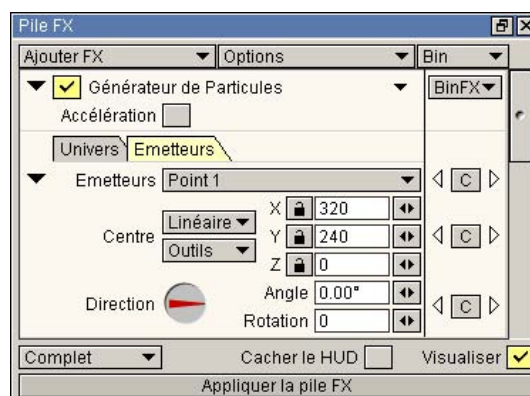 Pile FX
Ajouter FX Options Bin
Générateur de Particules BinFX
Accélération
Univers Emetteurs
Emetteurs Point 1 C
X 320
Centre Linéaire Y 240 C
Outils Z 0
Direction Angle 0.00° C
Rotation 0
Complet Cacher le HUD Visualiser
Appliquer la pile FX